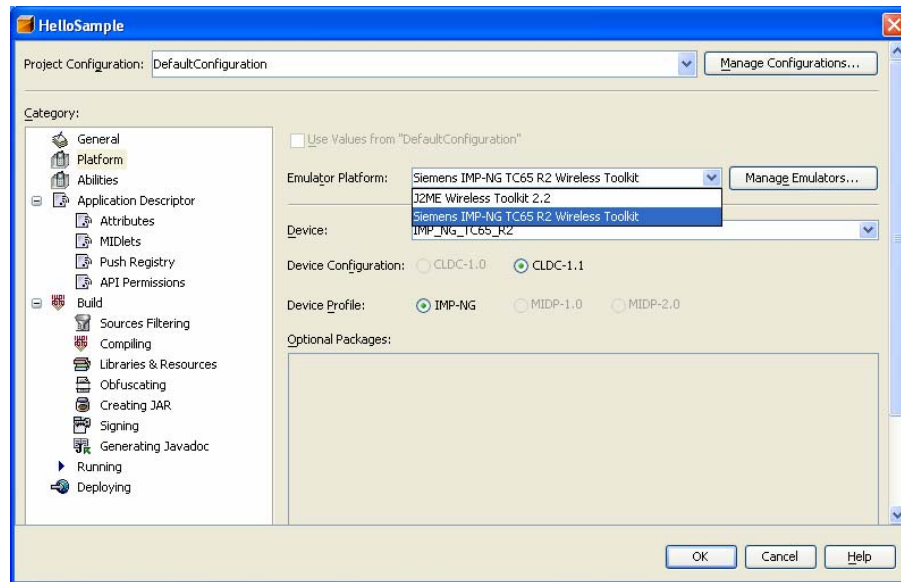 HelloSample
Project Configuration: DefaultConfiguration Manage Configurations...
Category:
General
Platform
Abilities
Application Descriptor
Attributes
MIDlets
Push Registry
API Permissions
Build
Sources Filtering
Compiling
Libraries & Resources
Obfuscating
Creating JAR
Signing
Generating Javadoc
Running
Deploying
Use Values from "DefaultConfiguration"
Emulator Platform: Siemens IMP-NG TC65 R2 Wireless Toolkit Manage Emulators...
J2ME Wireless Toolkit 2.2
Siemens IMP-NG TC65 R2 Wireless Toolkit
Device: IMP_NG_TC65_R2
Device Configuration: CLDC-1.0 CLDC-1.1
Device Profile: IMP-NG MIDP-1.0 MIDP-2.0
Optional Packages:
OK Cancel Help